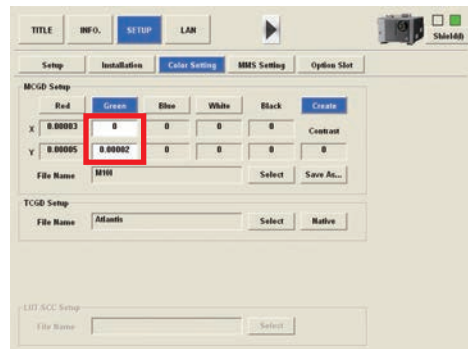 TITLE INFO. SETUP LAN
Shield(d)
Setup Installation Color Setting MMS Setting Option Slot
MCGD Setup
Red Green Blue White Black Create
X 0.00003 0 0 0 0 Contrast
Y 0.00005 0.00002 0 0 0 0
File Name M10I Select Save As...
TCGD Setup
File Name Atlantis Select Native
LUT/SCC Setup
File Name Select